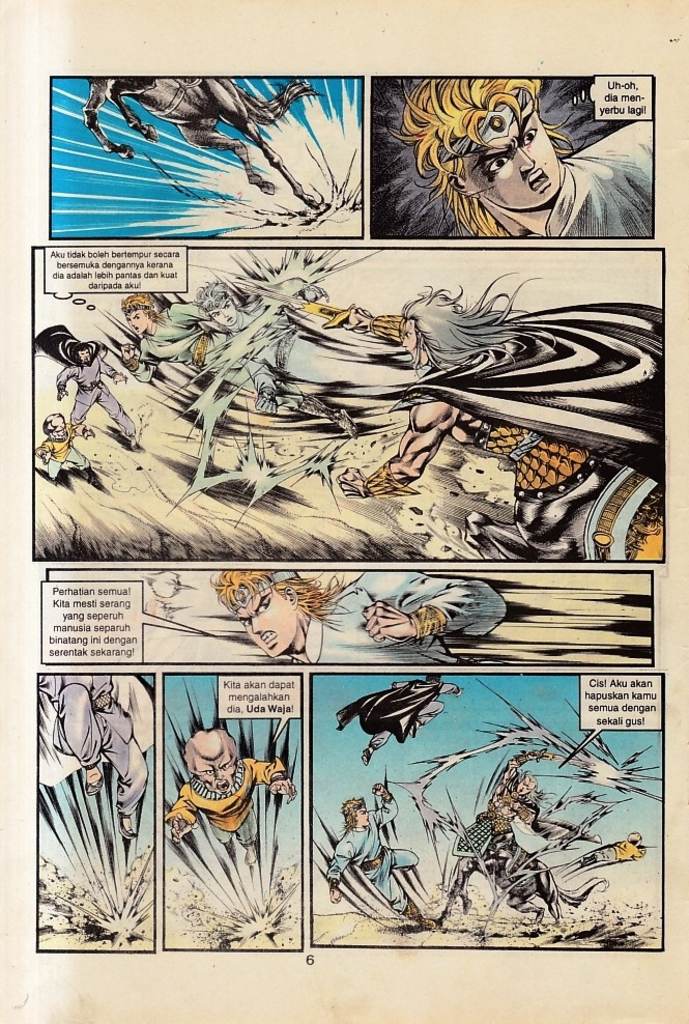 Uh-oh,
dia men-
yerbu lagi!
Aku tidak boleh bertempur secara
bersemuka dengannya kerana
dia adalah lebih pantas dan kuat
daripada aku!
Perhatian semua!
Kita mesti serang
yang seperuh
manusia separuh
binatang ini dengan
serentak sekarang!
Kita akan dapat
mengalahkan
dia, Uda Waja!
Cis! Aku akan
hapuskan kamu
semua dengan
sekali gus!
6